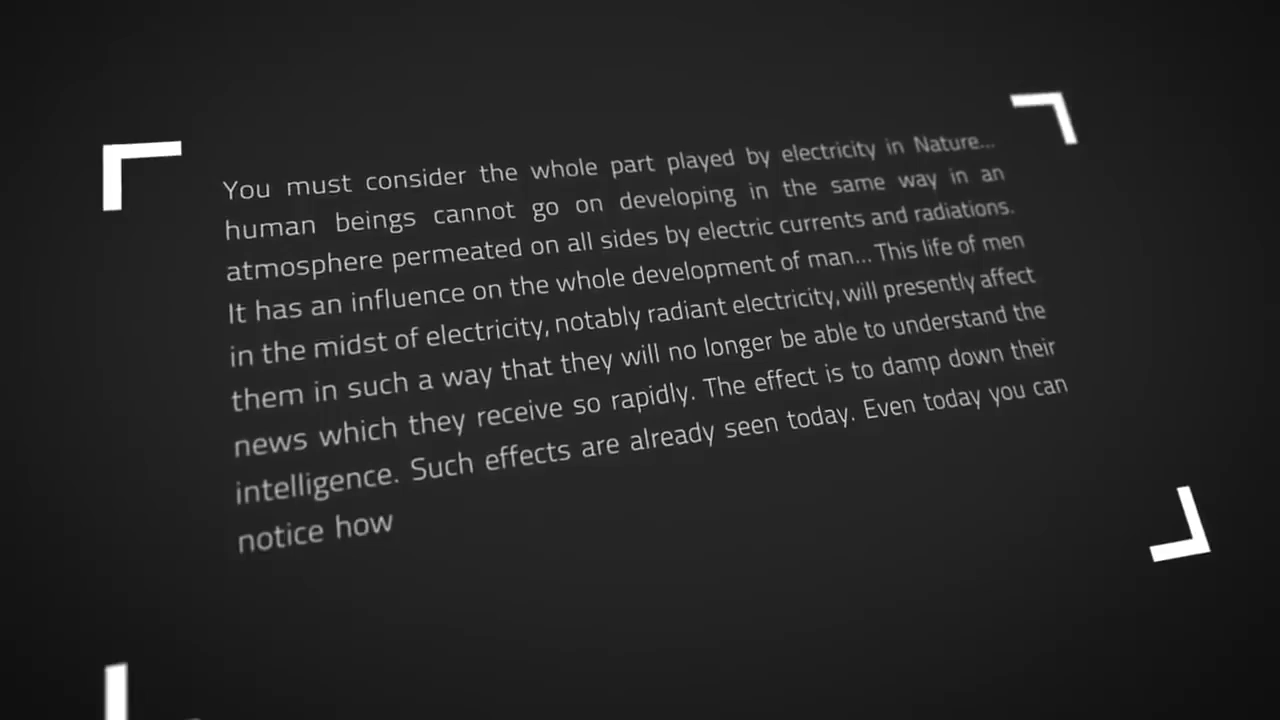 You must consider the whole part played by electricity in Nature...
human beings cannot go on developing in the same way in an
atmosphere permeated on all sides by electric currents and radiations.
It has an influence on the whole development of man... This life of men
in the midst of electricity, notably radiant electricity, will presently affect
them in such a way that they will no longer be able to understand the
news which they receive so rapidly. The effect is to damp down their
intelligence. Such effects are already seen today. Even today you can
notice how